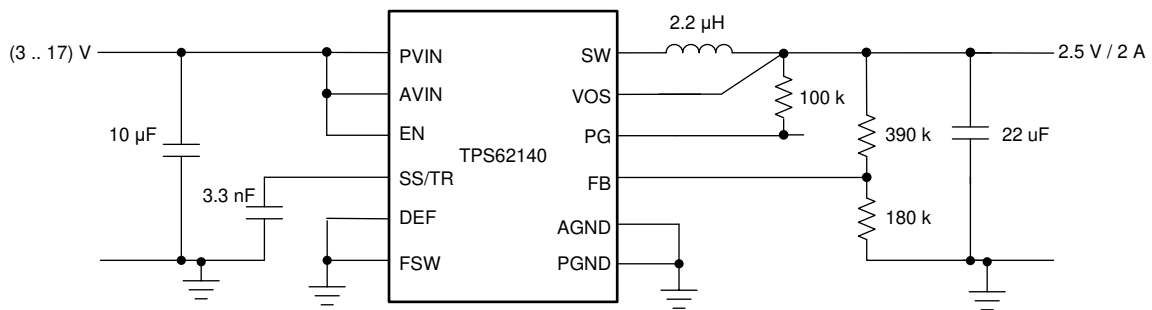 (3 .. 17) V
10 µF
3.3 nF
PVIN
AVIN
EN
SS/TR
DEF
FSW
TPS62140
SW
VOS
PG
FB
AGND
PGND
2.2 µH
100 k
390 k
180 k
22 uF
2.5 V / 2 A